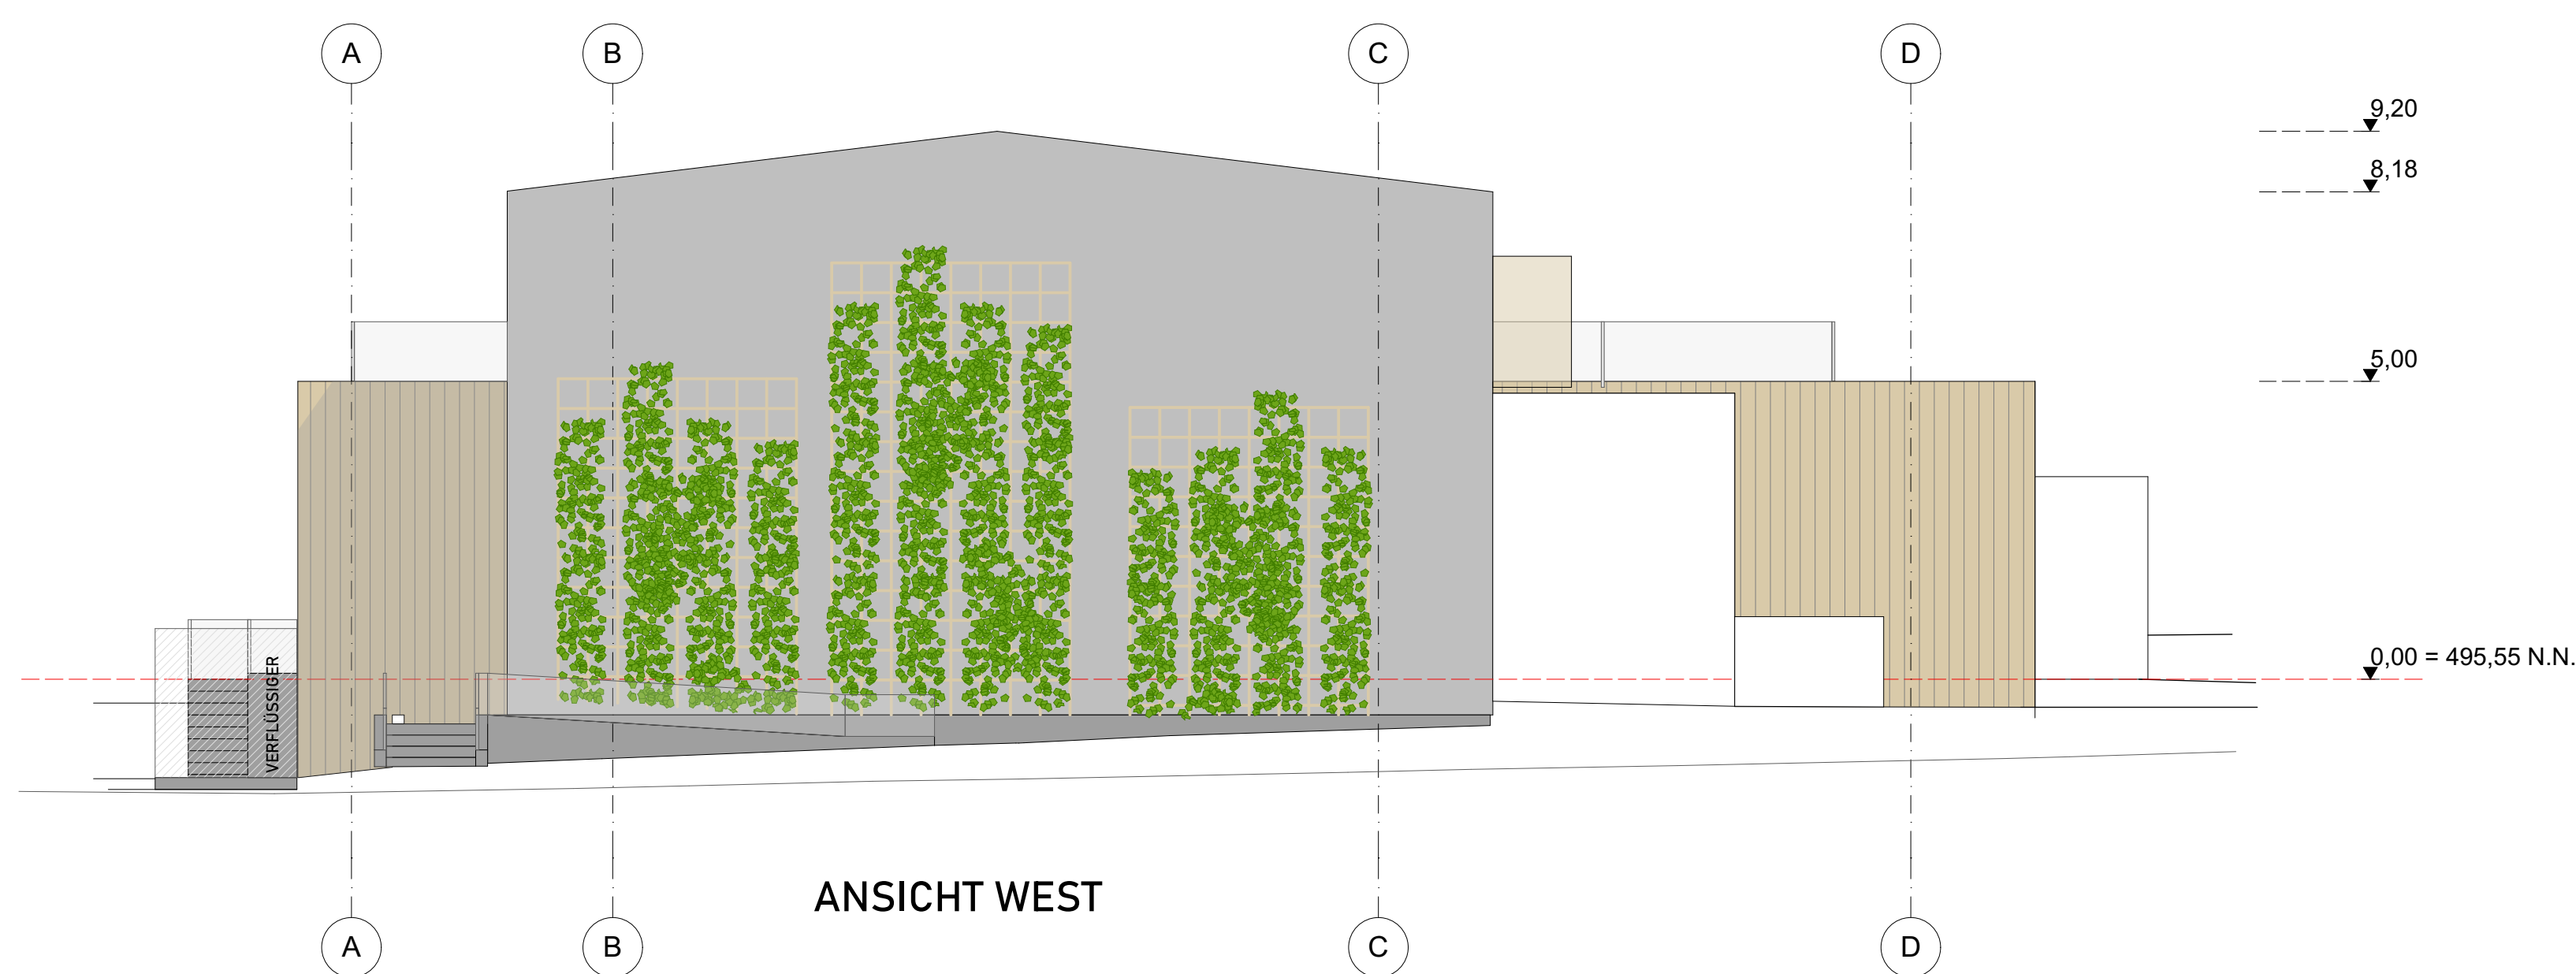 A
B
C
D
9,20
8,18
5,00
0,00 = 495,55 N.N.
VERFLÜSSIGER
ANSICHT WEST
A
B
C
D